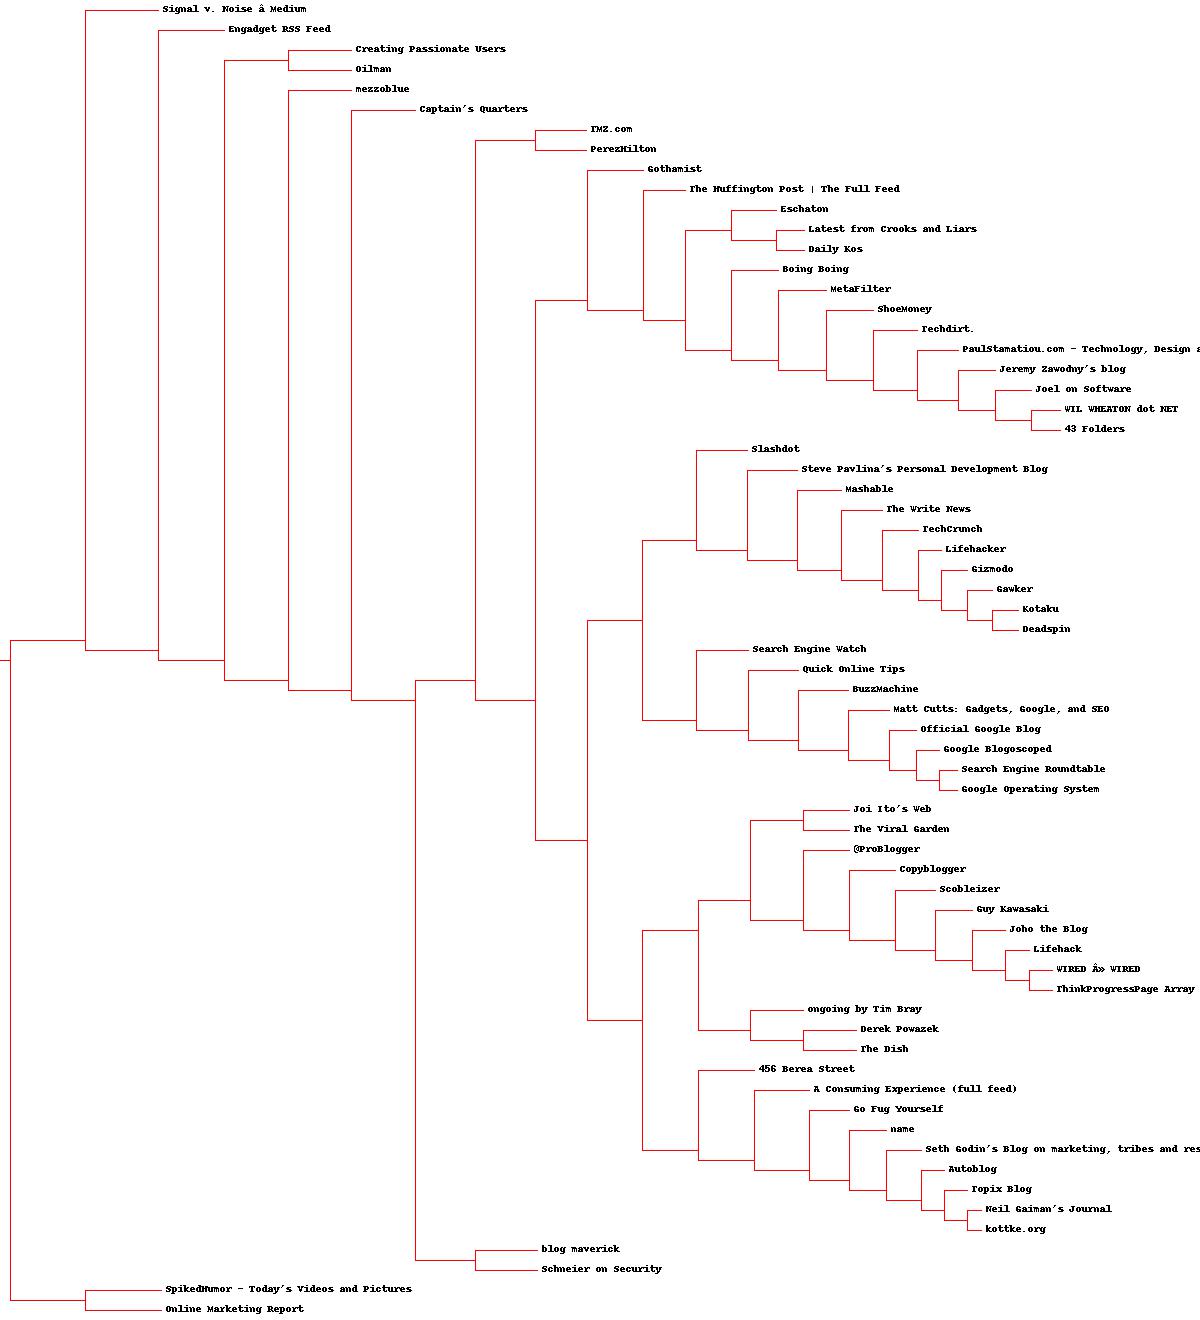 Signal v. Noise â Medium
Engadget RSS Feed
Creating Passionate Users
Oilman
mezzoblue
Captain's Quarters
TMZ.com
PerezHilton
Gothamist
The Huffington Post | The Full Feed
Eschaton
Latest from Crooks and Liars
Daily Kos
Boing Boing
MetaFilter
ShoeMoney
Techdirt.
PaulStamatiou.com - Technology, Design a
Jeremy Zawodny's blog
Joel on Software
WIL WHEATON dot NET
43 Folders
Slashdot
Steve Pavlina's Personal Development Blog
Mashable
The Write News
TechCrunch
Lifehacker
Gizmodo
Gawker
Kotaku
Deadspin
Search Engine Watch
Quick Online Tips
BuzzMachine
Matt Cutts: Gadgets, Google, and SEO
Official Google Blog
Google Blogoscoped
Search Engine Roundtable
Google Operating System
Joi Ito's Web
The Viral Garden
@ProBlogger
Copyblogger
Scobleizer
Guy Kawasaki
Joho the Blog
Lifehack
WIRED Â» WIRED
ThinkProgressPage Array
ongoing by Tim Bray
Derek Powazek
The Dish
456 Berea Street
A Consuming Experience (full feed)
Go Fug Yourself
name
Seth Godin's Blog on marketing, tribes and res
Autoblog
Topix Blog
Neil Gaiman's Journal
kottke.org
blog maverick
Schneier on Security
SpikedHumor - Today's Videos and Pictures
Online Marketing Report